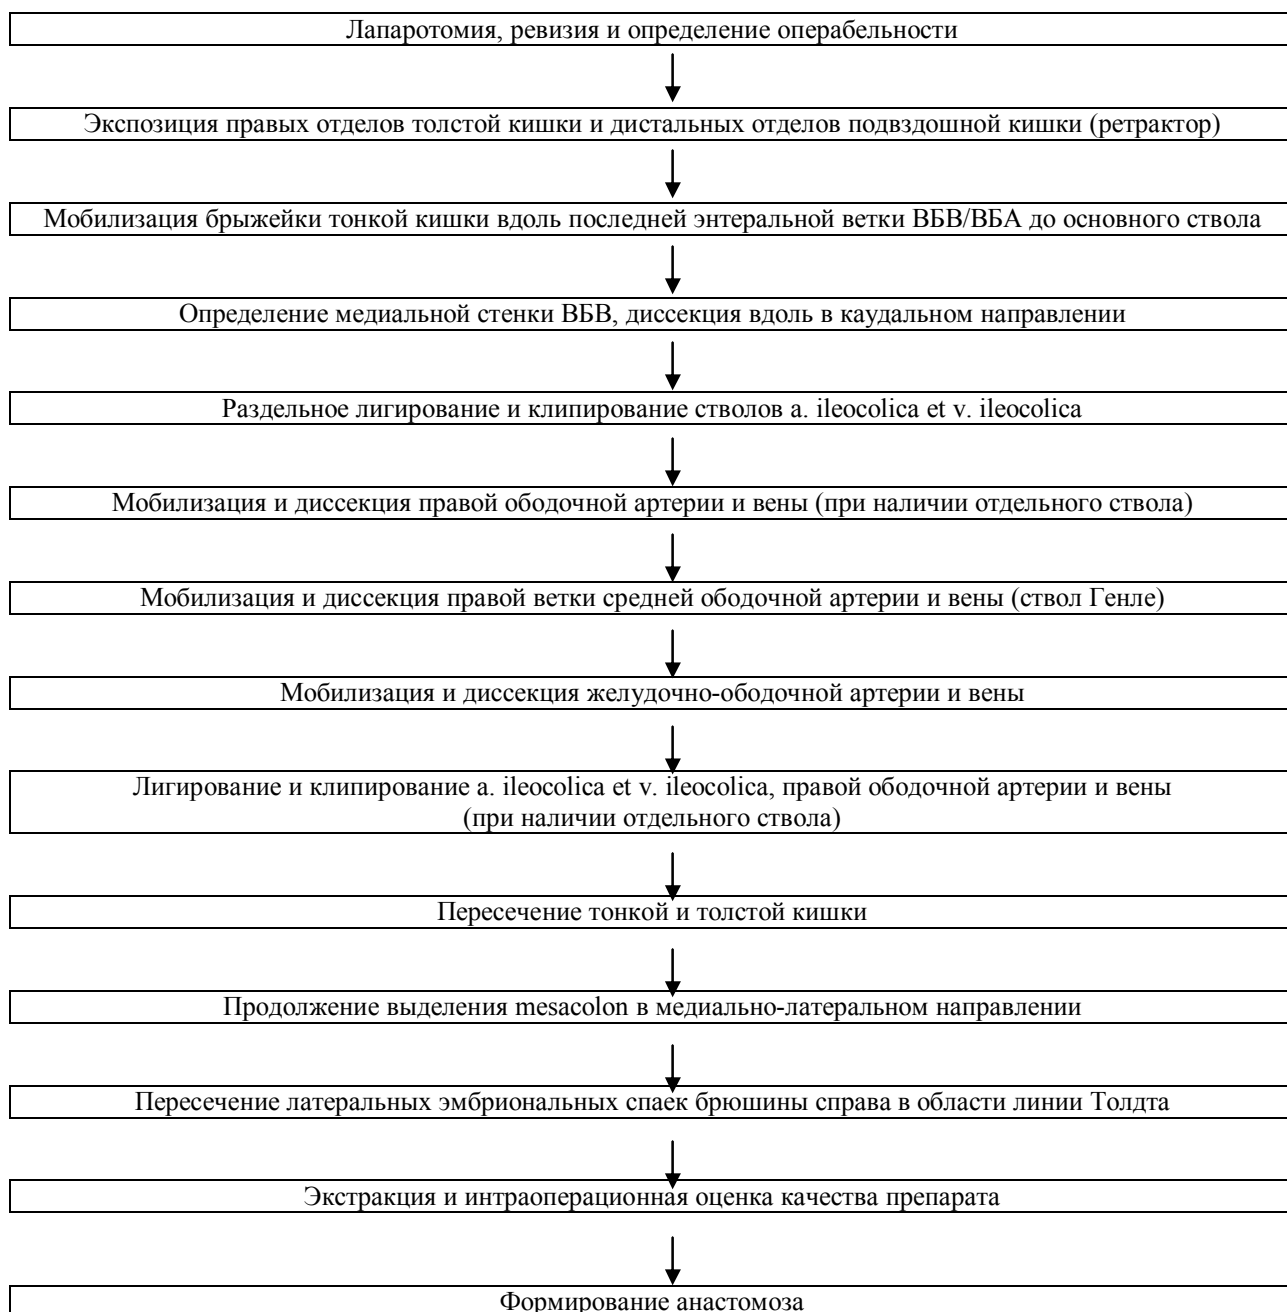 Лапаротомия, ревизия и определение операбельности
Экспозиция правых отделов толстой кишки и дистальных отделов подвздошной кишки (ретрактор)
Мобилизация брыжейки тонкой кишки вдоль последней энтеральной ветки ВБВ/ВБА до основного ствола
Определение медиальной стенки ВБВ, диссекция вдоль в каудальном направлении
Раздельное лигирование и клипирование стволов a. ileocolica et v. ileocolica
Мобилизация и диссекция правой ободочной артерии и вены (при наличии отдельного ствола)
Мобилизация и диссекция правой ветки средней ободочной артерии и вены (ствол Генле)
Мобилизация и диссекция желудочно-ободочной артерии и вены
Лигирование и клипирование a. ileocolica et v. ileocolica, правой ободочной артерии и вены
(при наличии отдельного ствола)
Пересечение тонкой и толстой кишки
Продолжение выделения mesacolon в медиально-латеральном направлении
Пересечение латеральных эмбриональных спаек брюшины справа в области линии Толдта
Экстракция и интраоперационная оценка качества препарата
Формирование анастомоза